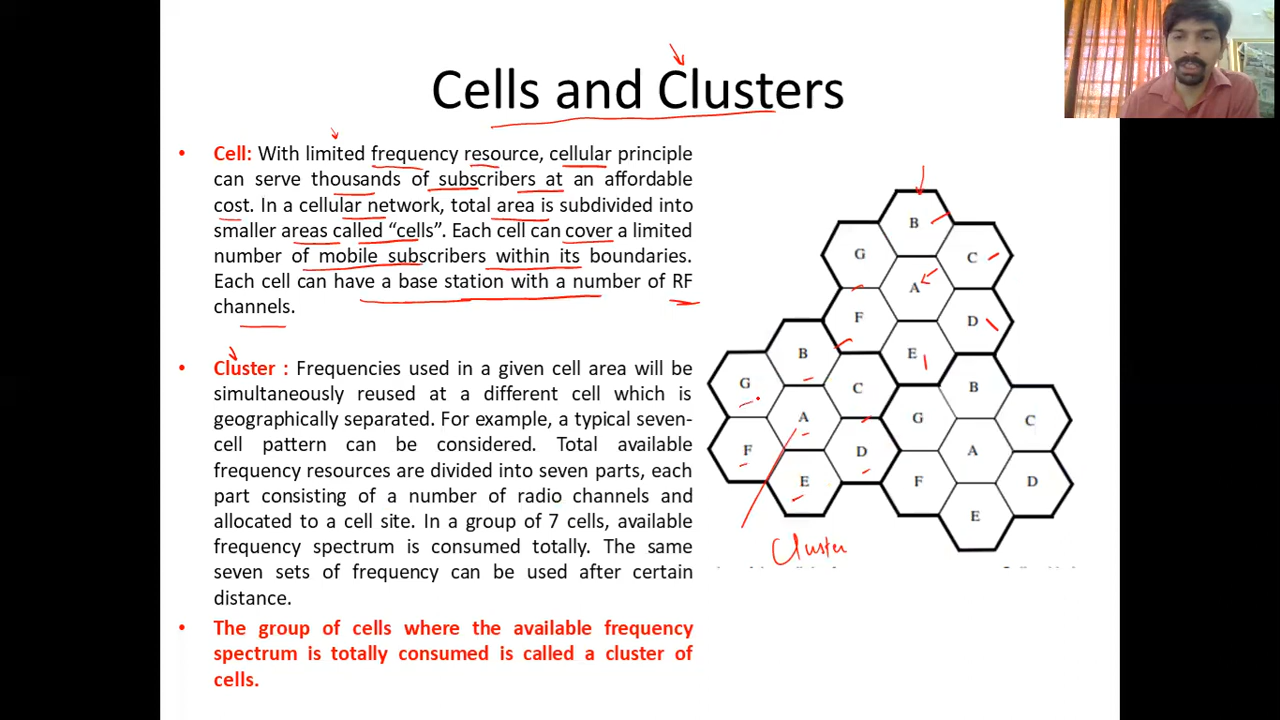 Cells and Clusters
• Cell: With limited frequency resource, cellular principle
can serve thousands of subscribers at an affordable
cost. In a cellular network, total area is subdivided into
smaller areas called “cells”. Each cell can cover a limited
number of mobile subscribers within its boundaries.
Each cell can have a base station with a number of RF
channels.
• Cluster : Frequencies used in a given cell area will be
simultaneously reused at a different cell which is
geographically separated. For example, a typical seven-
cell pattern can be considered. Total available
frequency resources are divided into seven parts, each
part consisting of a number of radio channels and
allocated to a cell site. In a group of 7 cells, available
frequency spectrum is consumed totally. The same
seven sets of frequency can be used after certain
distance.
• The group of cells where the available frequency
spectrum is totally consumed is called a cluster of
cells.
B
G
C
A
F
D
E
B
G
C
A
F
D
E
B
G
C
A
F
D
E
Cluster